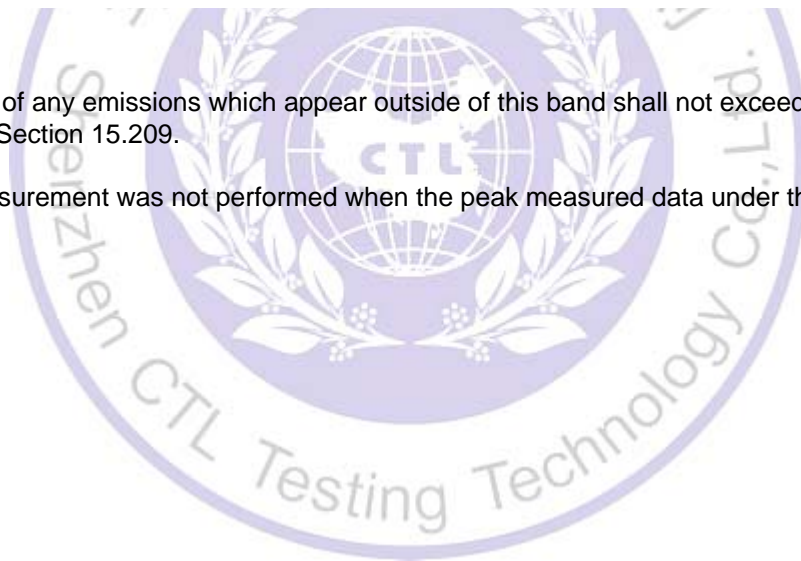 of any emissions which appear outside of this band shall not exceed
Section 15.209.
CTL
surement was not performed when the peak measured data under th
Shenzhen CTL Testing Technology Co., Ltd.